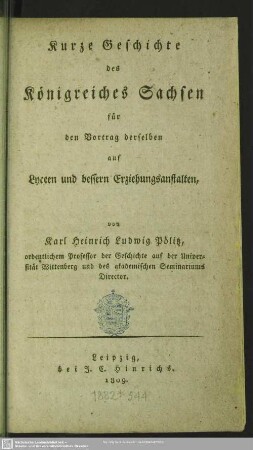 Kurze Geschichte
des
Königreiches Sachsen
für
den Vortrag derselben
auf
Lyceen und bessern Erziehungsanstalten,
von
Karl Heinrich Ludwig Pölitz,
ordentlichem Professor der Geschichte auf der Univer-
sität Wittenberg und des akademischen Seminariums
Director.
Leipzig,
bei J. C. Hinrichs.
1809.